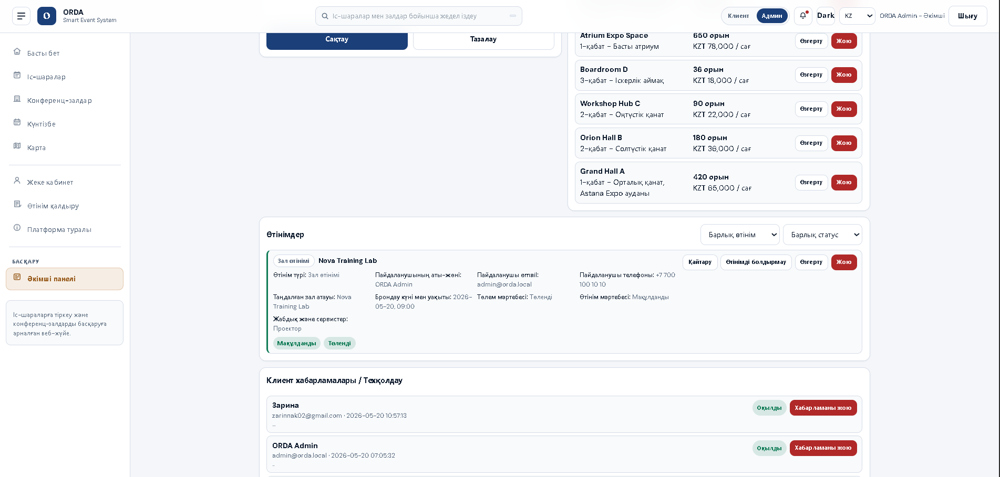 ORDA
Smart Event System
Іс-шаралар мен залдар бойынша жедел іздеу
Клиент
Админ
Dark
KZ
ORDA Admin - Әкімші
Шығу
Басты бет
Іс-шаралар
Конференц-залдар
Күнтізбе
Карта
Жеке кабинет
Өтінім қалдыру
Платформа туралы
БАСҚАРУ
Әкімші панелі
Іс-шараларға тіркеу және
конференц-залдарды басқаруға
арналған веб-жүйе.
Сақтау
Тазалау
Atrium Expo Space
650 орын
1-қабат - Басты атриум
KZT 78,000 / сағ
Өзгерту
Жою
Boardroom D
36 орын
3-қабат - Іскерлік аймақ
KZT 18,000 / сағ
Өзгерту
Жою
Workshop Hub C
90 орын
2-қабат - Оңтүстік қанат
KZT 22,000 / сағ
Өзгерту
Жою
Orion Hall B
180 орын
2-қабат - Солтүстік қанат
KZT 36,000 / сағ
Өзгерту
Жою
Grand Hall A
1-қабат - Орталық қанат,
Astana Expo ауданы
420 орын
KZT 65,000 / сағ
Өзгерту
Жою
Өтінімдер
Барлық өтінім
Барлық статус
Зал өтінімі
Nova Training Lab
Қайтару
Өтінімді болдырмау
Өзгерту
Жою
Өтінім түрі: Зал өтінімі
Пайдаланушының аты-жөні:
ORDA Admin
Пайдаланушы email:
admin@orda.local
Пайдаланушы телефоны: +7 700
100 10 10
Таңдалған зал атауы: Nova
Training Lab
Брондау күні мен уақыты: 2026-
05-20, 09:00
Төлем мәртебесі: Төленді
Өтінім мәртебесі: Мақұлданды
Жабдық және сервистер:
Проектор
Мақұлданды
Төленді
Клиент хабарламалары / Техқолдау
Зарина
zarinnak02@gmail.com · 2026-05-20 10:57:13
...
Оқылды
Хабарламаны жою
ORDA Admin
admin@orda.local · 2026-05-20 07:05:32
..
Оқылды
Хабарламаны жою